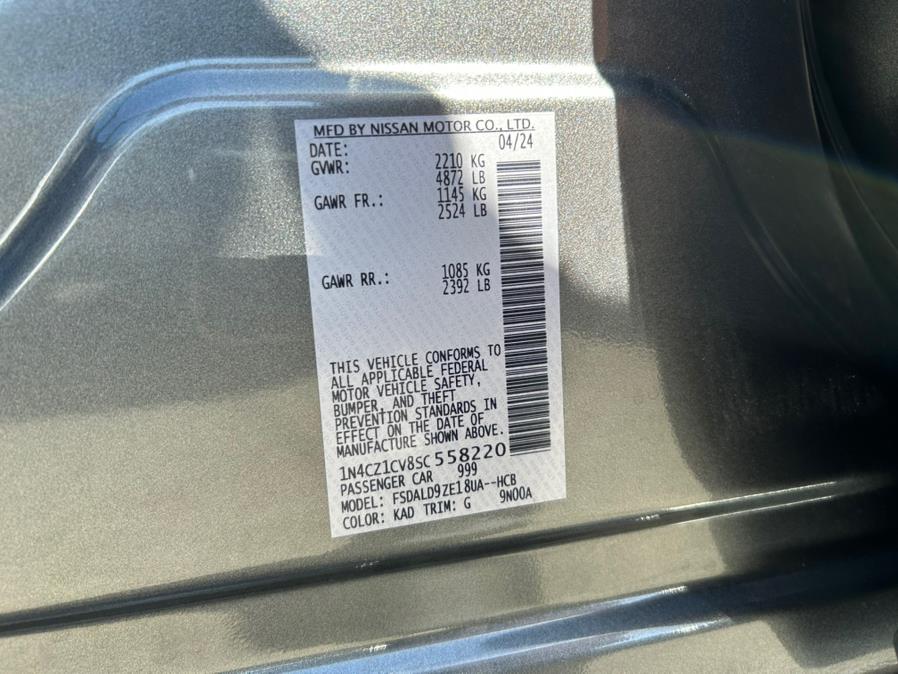 MFD BY NISSAN MOTOR CO., LTD.
DATE: 04/24
GVWR: 2210 KG
4872 LB
GAWR FR.: 1145 KG
2524 LB
GAWR RR.: 1085 KG
2392 LB
THIS VEHICLE CONFORMS TO
ALL APPLICABLE FEDERAL
MOTOR VEHICLE SAFETY,
BUMPER, AND THEFT
PREVENTION STANDARDS IN
EFFECT ON THE DATE OF
MANUFACTURE SHOWN ABOVE.
1N4CZ1CV8SC558220
PASSENGER CAR 999
MODEL: FSDALD9ZE18UA--HCB
COLOR: KAD TRIM: G 9N00A